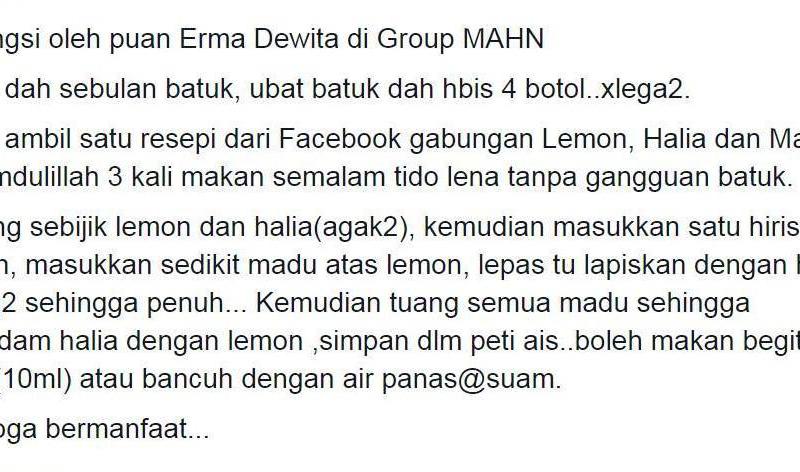 ngsi oleh puan Erma Dewita di Group MAHN
dah sebulan batuk, ubat batuk dah hbis 4 botol..xlega2.
ambil satu resepi dari Facebook gabungan Lemon, Halia dan Ma
mdulillah 3 kali makan semalam tido lena tanpa gangguan batuk.
ng sebijik lemon dan halia(agak2), kemudian masukkan satu hiris
n, masukkan sedikit madu atas lemon, lepas tu lapiskan dengan h
2 sehingga penuh... Kemudian tuang semua madu sehingga
dam halia dengan lemon ,simpan dlm peti ais..boleh makan begit
(10ml) atau bancuh dengan air panas@suam.
oga bermanfaat...